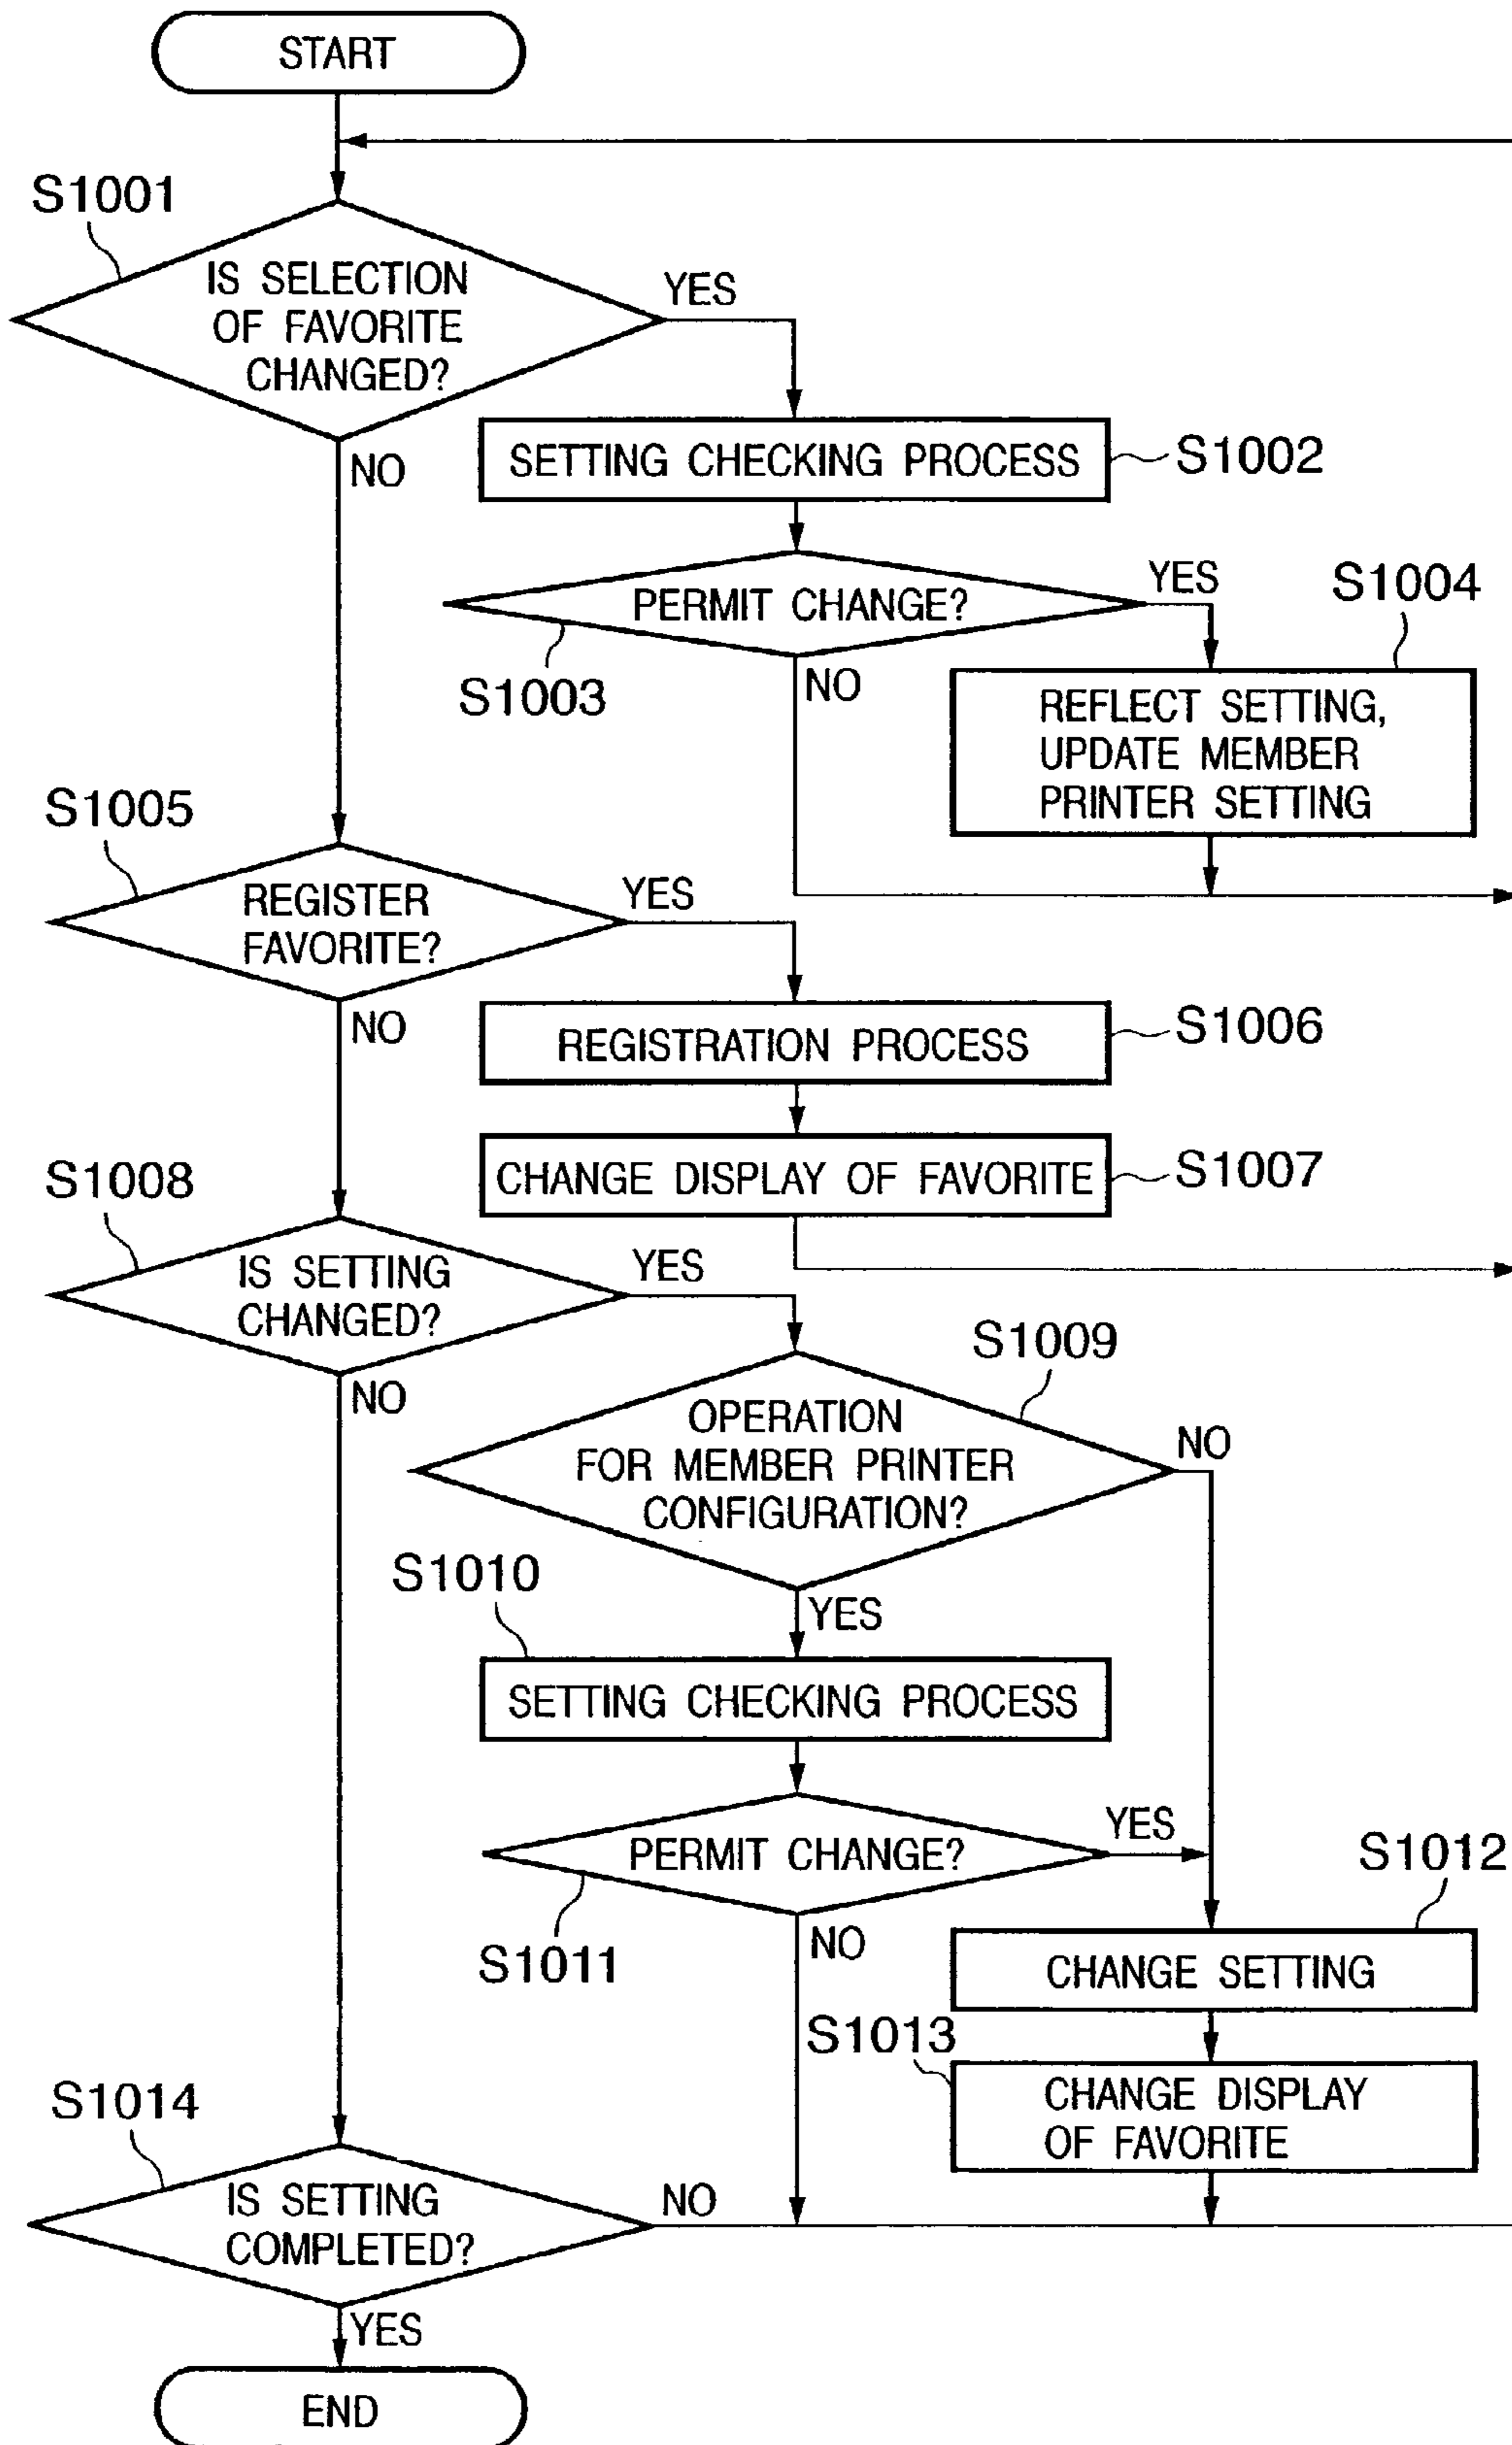 START
S1001
IS SELECTION
OF FAVORITE
CHANGED?
YES
NO
SETTING CHECKING PROCESS
S1002
PERMIT CHANGE?
YES
S1003
NO
S1004
REFLECT SETTING,
UPDATE MEMBER
PRINTER SETTING
S1005
REGISTER
FAVORITE?
YES
NO
REGISTRATION PROCESS
S1006
CHANGE DISPLAY OF FAVORITE
S1007
S1008
IS SETTING
CHANGED?
YES
NO
S1009
OPERATION
FOR MEMBER PRINTER
CONFIGURATION?
NO
YES
S1010
SETTING CHECKING PROCESS
PERMIT CHANGE?
YES
S1011
NO
S1012
CHANGE SETTING
S1013
CHANGE DISPLAY
OF FAVORITE
S1014
IS SETTING
COMPLETED?
NO
YES
END